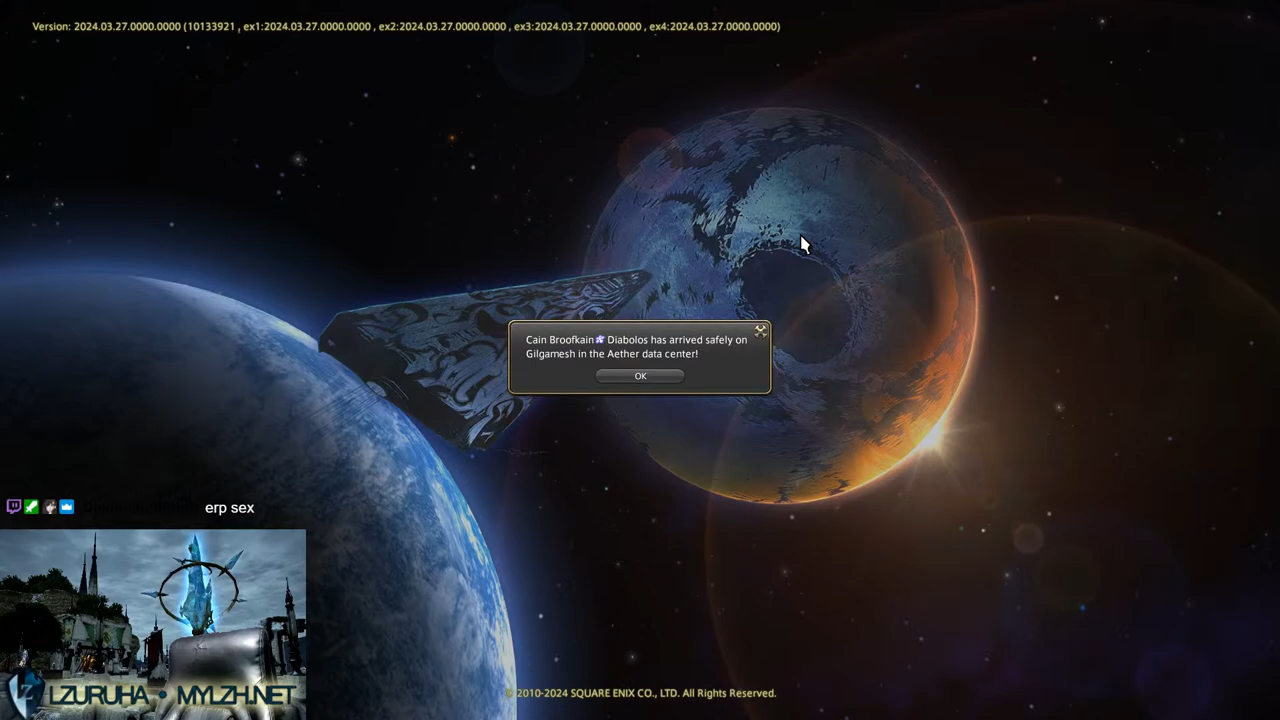 Version: 2024.03.27.0000.0000 (10133921 , ex1:2024.03.27.0000.0000 , ex2:2024.03.27.0000.0000 , ex3:2024.03.27.0000.0000 , ex4:2024.03.27.0000.0000)
Cain Broofkain Diabolos has arrived safely on
Gilgamesh in the Aether data center!
OK
erp sex
LZURUHA • MYLZH.NET
© 2010-2024 SQUARE ENIX CO., LTD. All Rights Reserved.